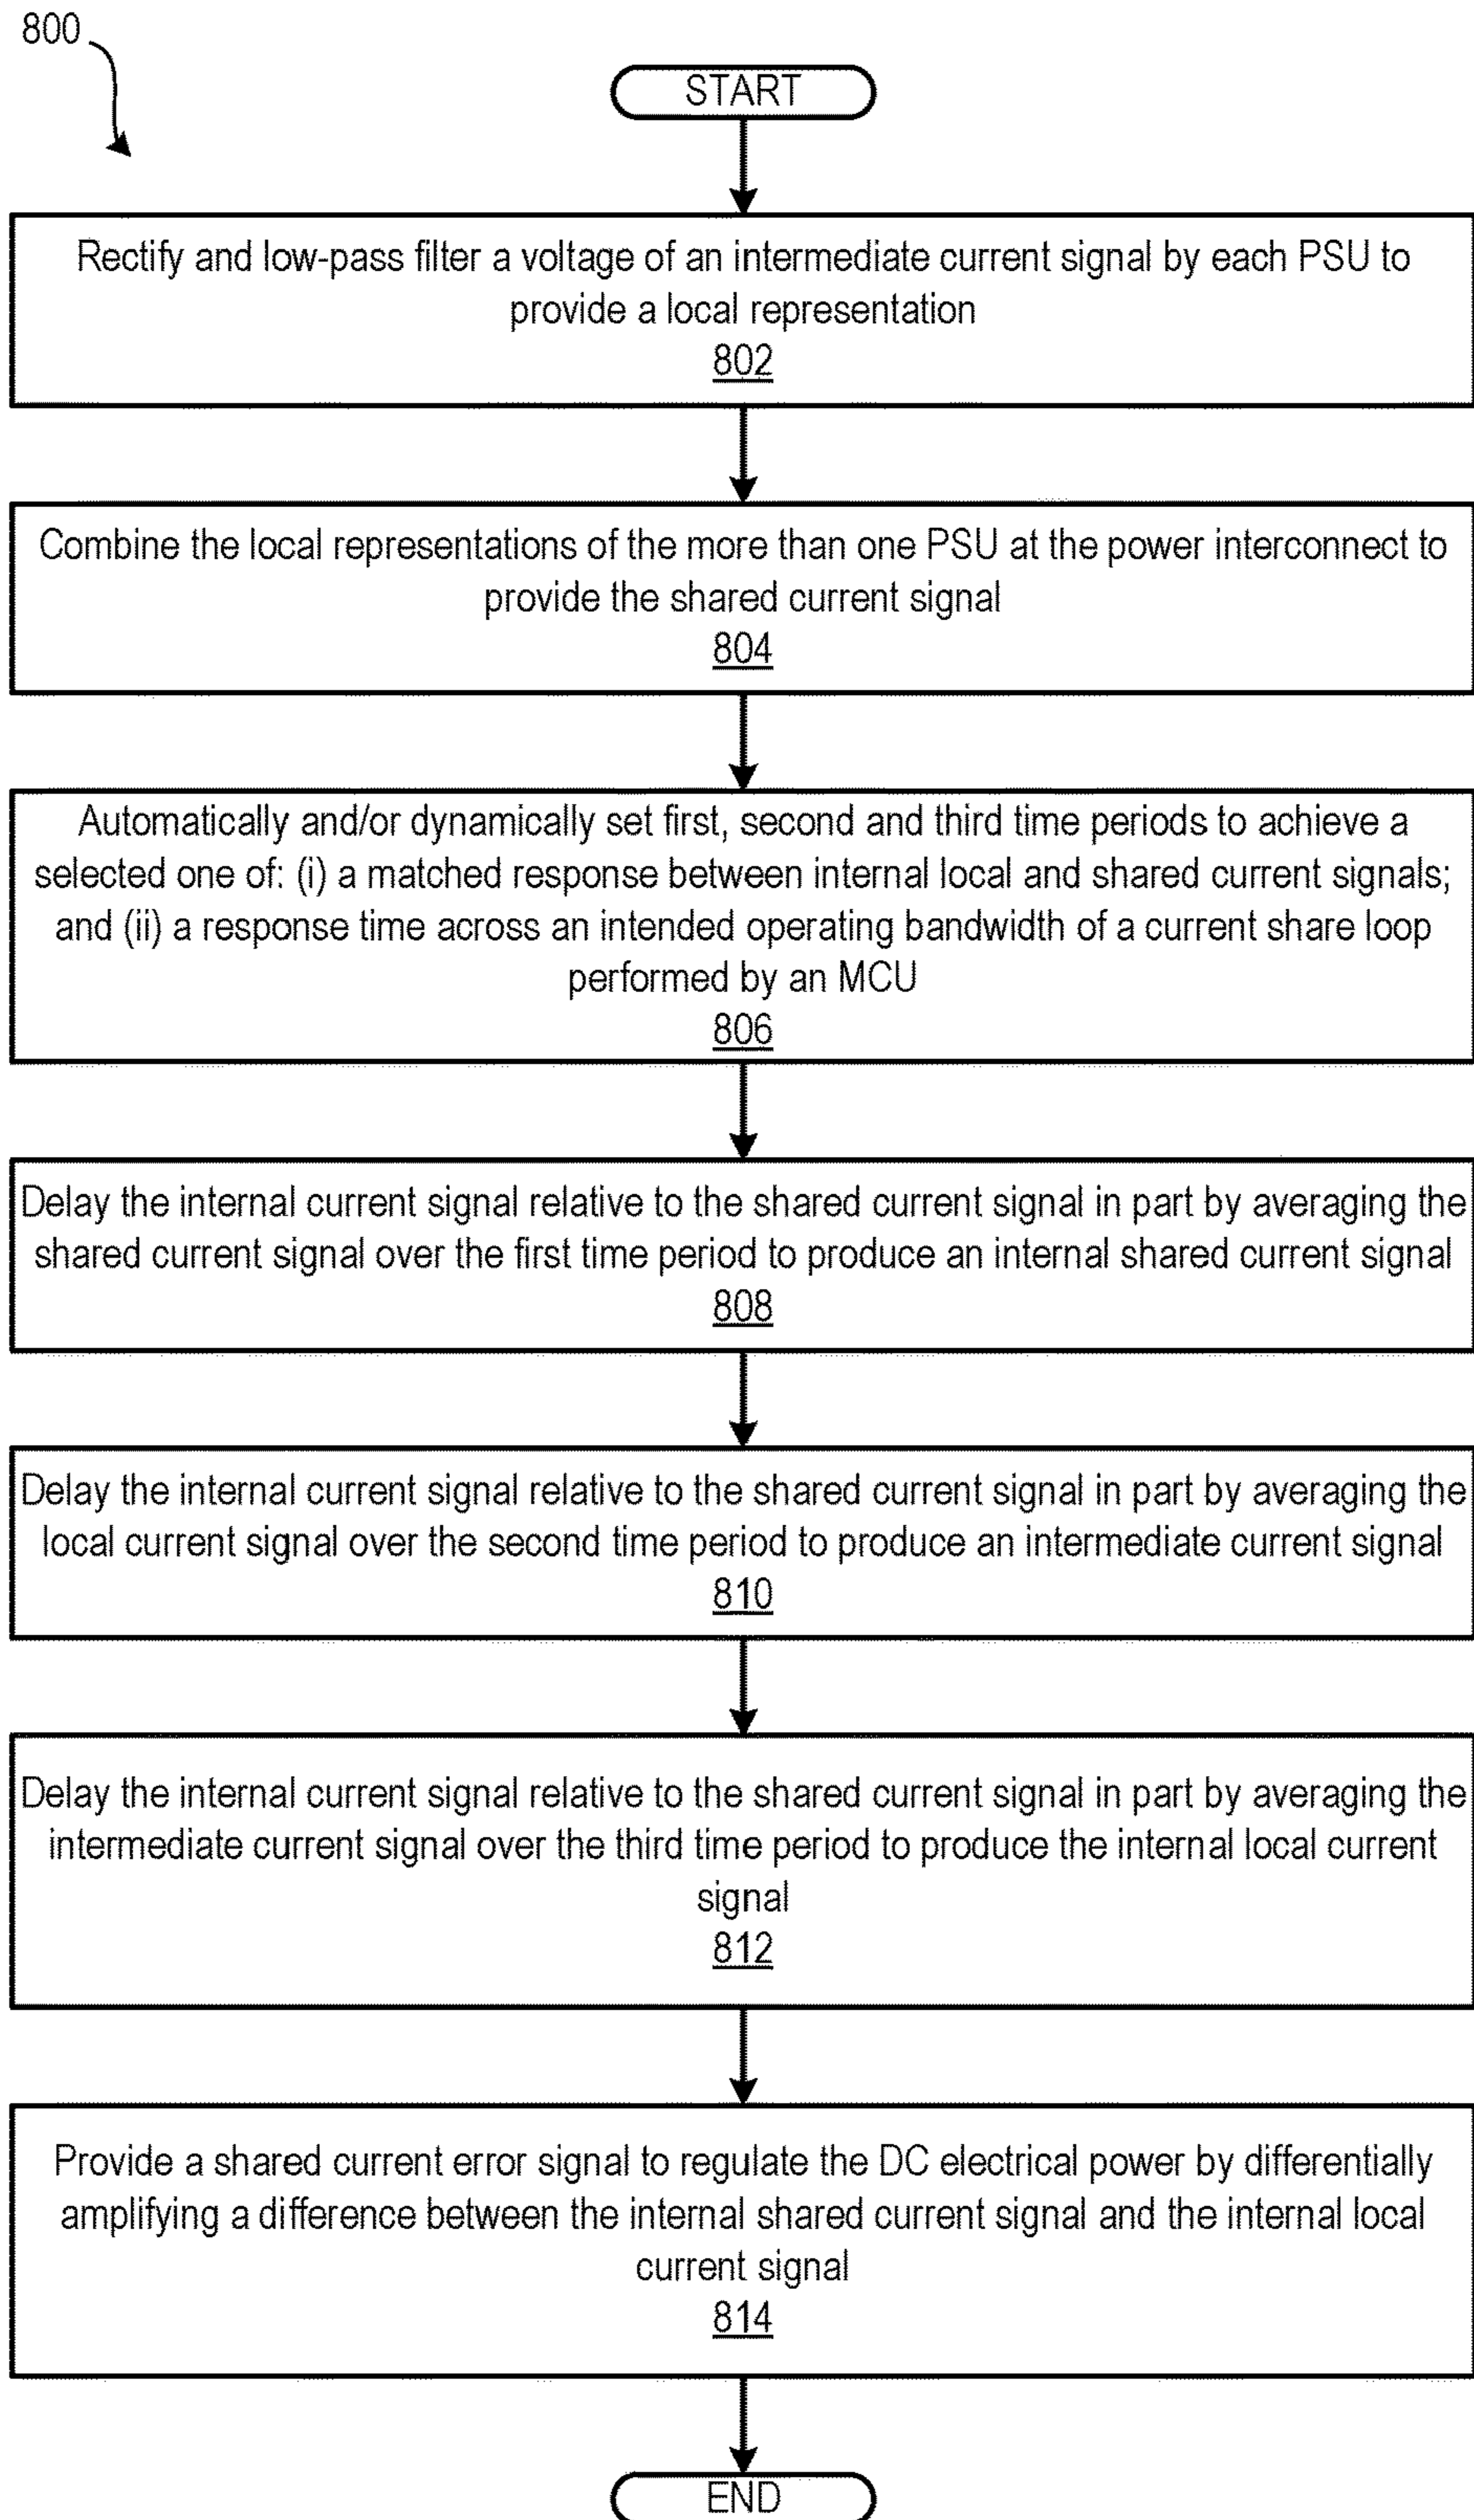 800
START
Rectify and low-pass filter a voltage of an intermediate current signal by each PSU to
provide a local representation
802
Combine the local representations of the more than one PSU at the power interconnect to
provide the shared current signal
804
Automatically and/or dynamically set first, second and third time periods to achieve a
selected one of: (i) a matched response between internal local and shared current signals;
and (ii) a response time across an intended operating bandwidth of a current share loop
performed by an MCU
806
Delay the internal current signal relative to the shared current signal in part by averaging the
shared current signal over the first time period to produce an internal shared current signal
808
Delay the internal current signal relative to the shared current signal in part by averaging the
local current signal over the second time period to produce an intermediate current signal
810
Delay the internal current signal relative to the shared current signal in part by averaging the
intermediate current signal over the third time period to produce the internal local current
signal
812
Provide a shared current error signal to regulate the DC electrical power by differentially
amplifying a difference between the internal shared current signal and the internal local
current signal
814
END